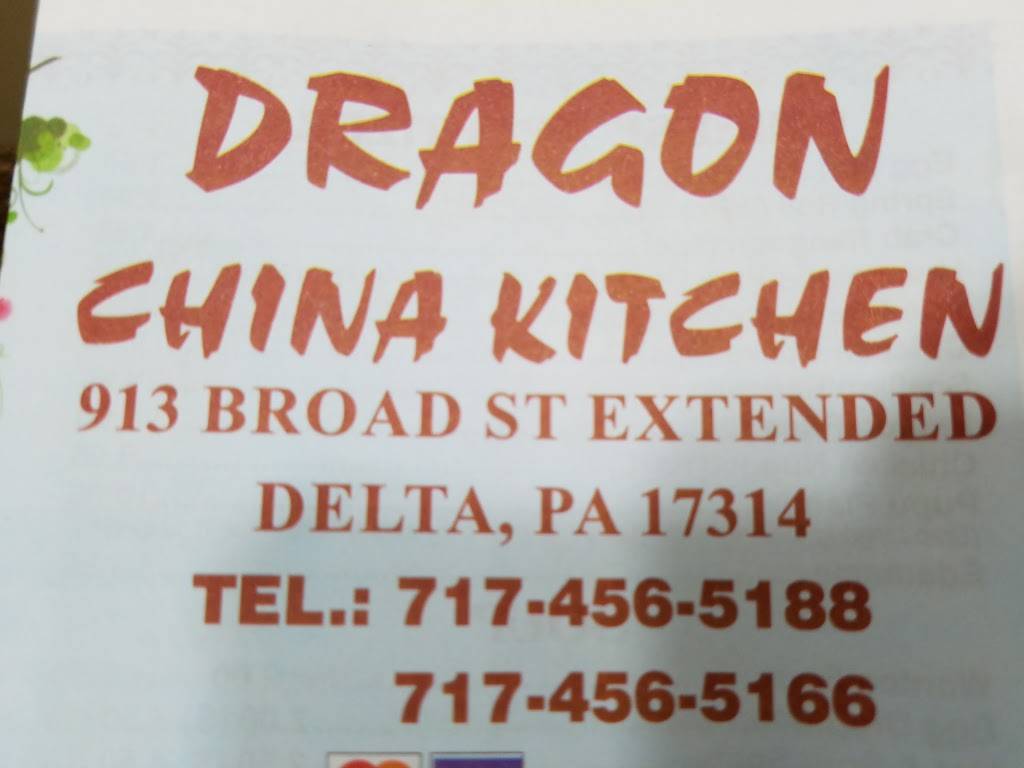 DRAGON
CHINA KITCHEN
913 BROAD ST EXTENDED
DELTA, PA 17314
TEL.: 717-456-5188
717-456-5166